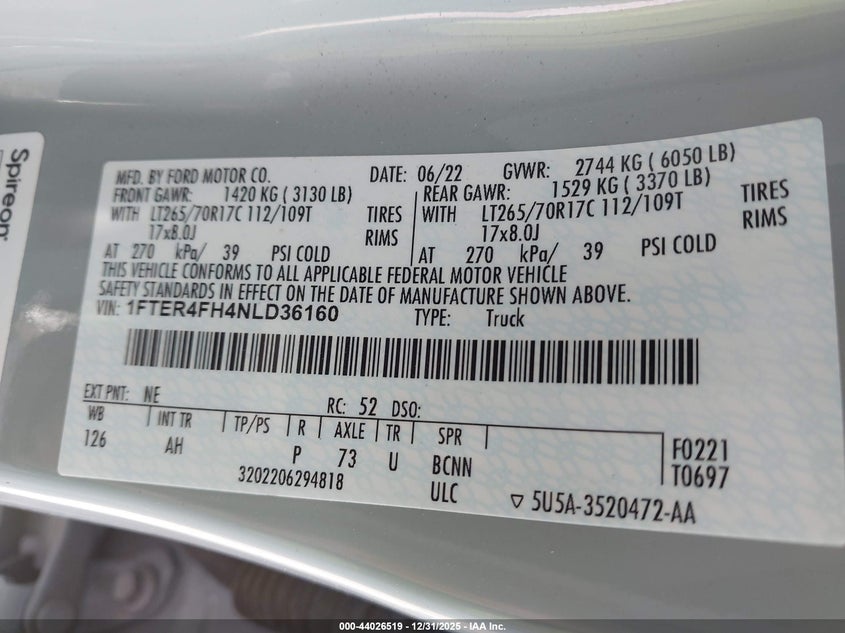 Spireon
MFD. BY FORD MOTOR CO.
DATE: 06/22 GVWR: 2744 KG ( 6050 LB)
FRONT GAWR: 1420 KG ( 3130 LB)
REAR GAWR: 1529 KG ( 3370 LB)
WITH LT265/70R17C 112/109T TIRES
WITH LT265/70R17C 112/109T TIRES
17x8.0J RIMS
17x8.0J RIMS
AT 270 kPa/ 39 PSI COLD
AT 270 kPa/ 39 PSI COLD
THIS VEHICLE CONFORMS TO ALL APPLICABLE FEDERAL MOTOR VEHICLE
SAFETY STANDARDS IN EFFECT ON THE DATE OF MANUFACTURE SHOWN ABOVE.
VIN: 1FTER4FH4NLD36160 TYPE: Truck
EXT PNT: NE RC: 52 DSO:
WB INT TR TP/PS R AXLE TR SPR
126 AH P 73 U BCNN
F0221
T0697
3202206294818 ULC
▽ 5U5A-3520472-AA
000-44026519 - 12/31/2025 - IAA Inc.